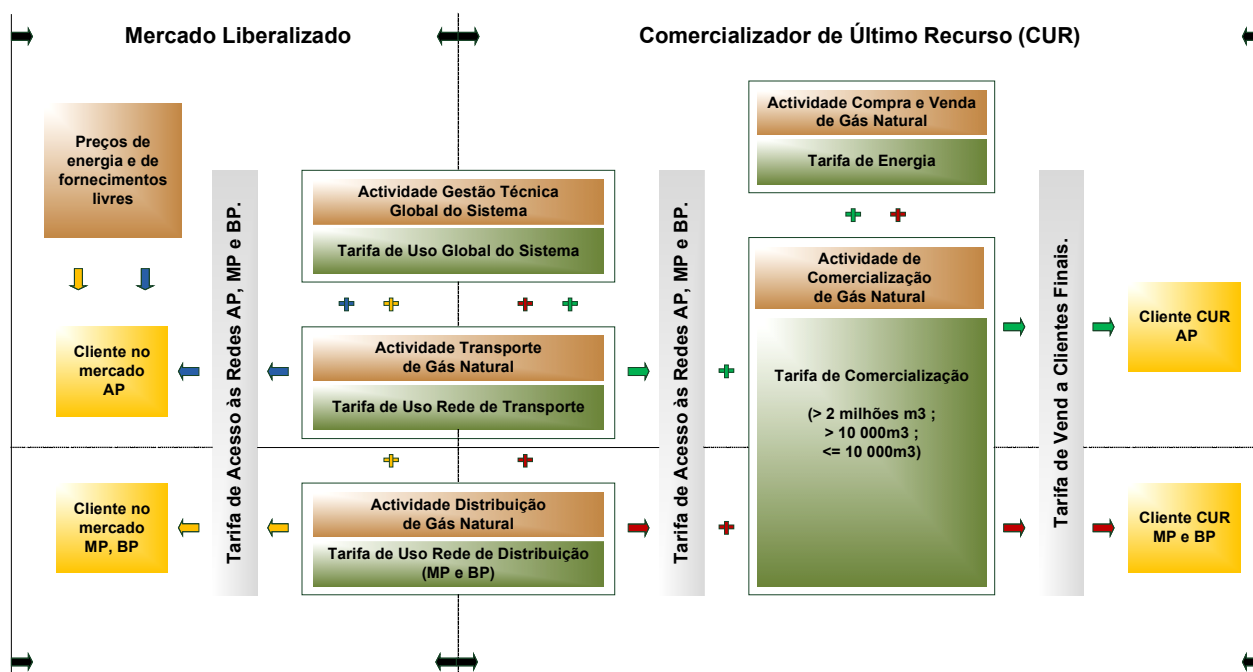 Mercado Liberalizado
Comercializador de Último Recurso (CUR)
Preços de
energia e de
fornecimentos
livres
Cliente no
mercado
AP
Cliente no
mercado
MP, BP
Tarifa de Acesso às Redes AP, MP e BP.
Actividade Gestão Técnica
Global do Sistema
Tarifa de Uso Global do Sistema
Actividade Transporte
de Gás Natural
Tarifa de Uso Rede de Transporte
Actividade Distribuição
de Gás Natural
Tarifa de Uso Rede de Distribuição
(MP e BP)
Tarifa de Acesso às Redes AP, MP e BP.
Actividade Compra e Venda
de Gás Natural
Tarifa de Energia
Actividade de
Comercialização
de Gás Natural
Tarifa de Comercialização
(> 2 milhões m3 ;
> 10 000m3 ;
<= 10 000m3)
Tarifa de Vend a Clientes Finais.
Cliente CUR
AP
Cliente CUR
MP e BP